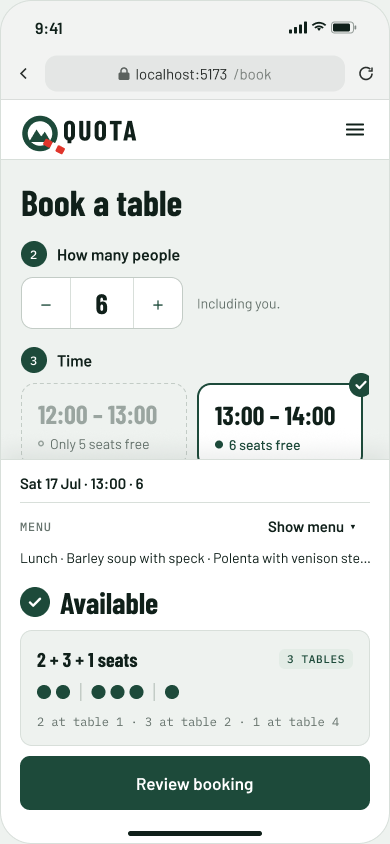 9:41
localhost:5173/book
QUOTA
Book a table
2 How many people
− 6 +
Including you.
3 Time
12:00 – 13:00
Only 5 seats free
13:00 – 14:00
6 seats free
Sat 17 Jul · 13:00 · 6
MENU
Show menu
Lunch · Barley soup with speck · Polenta with venison ste...
Available
2 + 3 + 1 seats
3 TABLES
2 at table 1 · 3 at table 2 · 1 at table 4
Review booking